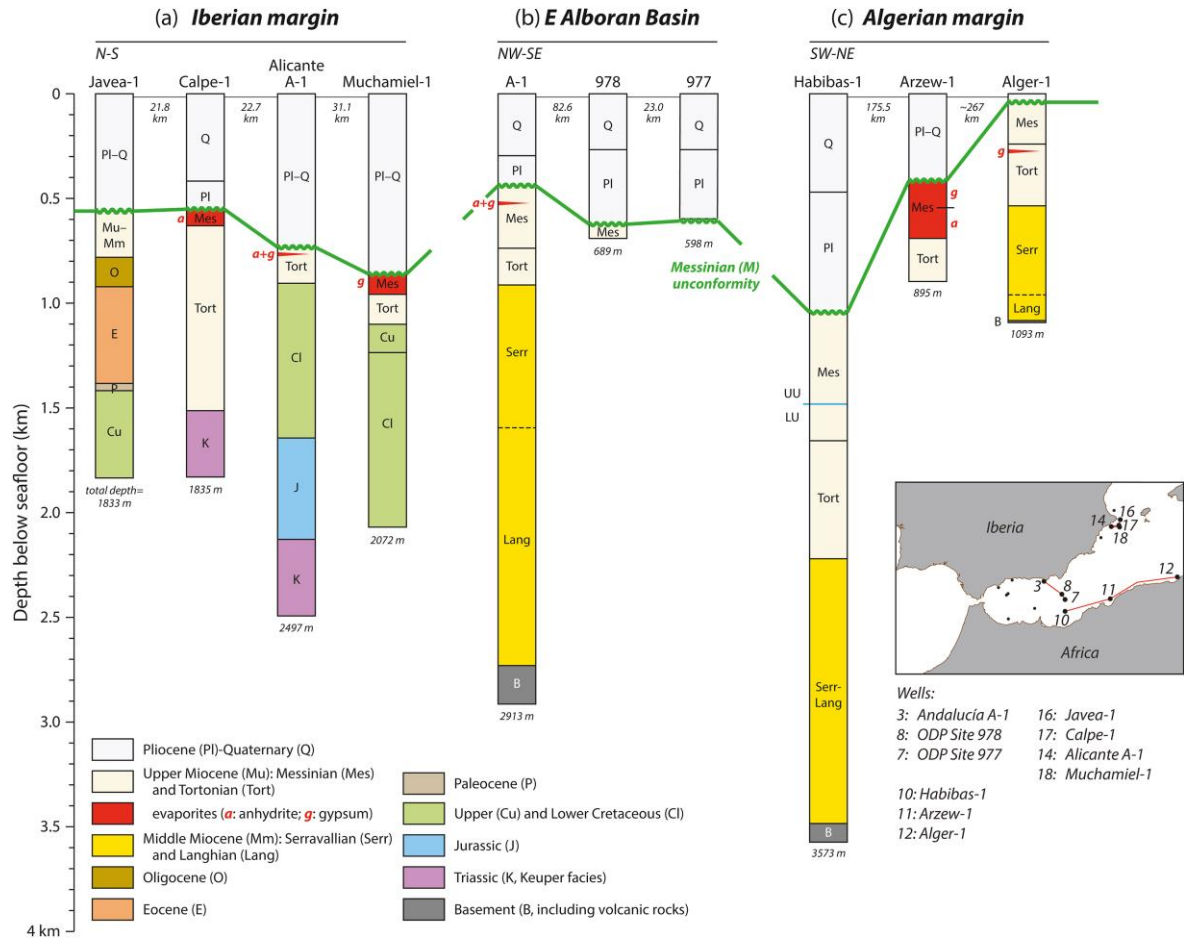 (a) Iberian margin
N-S
Javea-1
Calpe-1
Alicante
A-1
Muchamiel-1
21.8
km
22.7
km
31.1
km
(b) E Alboran Basin
NW-SE
A-1
978
977
82.6
km
23.0
km
(c) Algerian margin
SW-NE
Habibas-1
Arzew-1
Alger-1
175.5
km
~267
km
Depth below seafloor (km)
0
0.5
1.0
1.5
2.0
2.5
3.0
3.5
4 km
Pl–Q
Mu–
Mm
O
E
P
Cu
total depth=
1833 m
Q
Pl
a
Mes
Tort
K
1835 m
Pl–Q
a+g
Tort
Cl
J
K
2497 m
Pl–Q
g
Mes
Tort
Cu
Cl
2072 m
Q
Pl
a+g
Mes
Tort
Serr
Lang
B
2913 m
Q
Pl
Mes
689 m
Q
Pl
598 m
Messinian (M)
unconformity
Q
Pl
Mes
UU
LU
Tort
Serr-
Lang
B
3573 m
Pl–Q
g
Mes
a
Tort
895 m
Mes
g
Tort
Serr
Lang
B
1093 m
Iberia
Africa
14
16
17
18
3
8
7
10
11
12
Wells:
3: Andalucía A-1
8: ODP Site 978
7: ODP Site 977
10: Habibas-1
11: Arzew-1
12: Alger-1
16: Javea-1
17: Calpe-1
14: Alicante A-1
18: Muchamiel-1
Pliocene (Pl)-Quaternary (Q)
Upper Miocene (Mu): Messinian (Mes)
and Tortonian (Tort)
evaporites (a: anhydrite; g: gypsum)
Middle Miocene (Mm): Serravallian (Serr)
and Langhian (Lang)
Oligocene (O)
Eocene (E)
Paleocene (P)
Upper (Cu) and Lower Cretaceous (Cl)
Jurassic (J)
Triassic (K, Keuper facies)
Basement (B, including volcanic rocks)